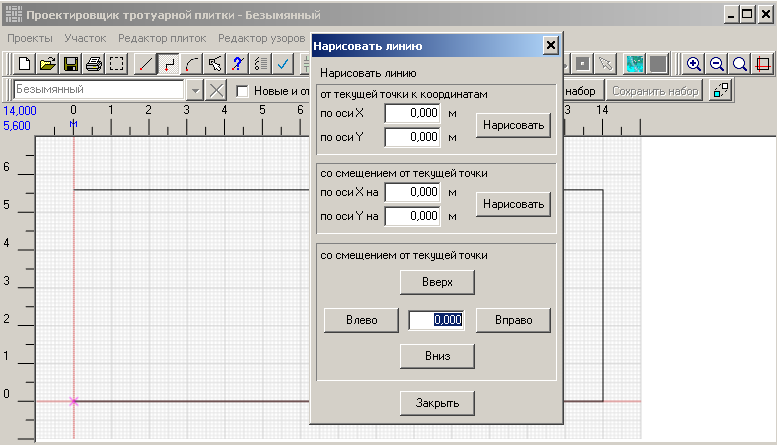 Проектировщик тротуарной плитки - Безымянный
Проекты Участок Редактор плиток Редактор узоров
Безымянный Новые и от набор Сохранить набор
14,000 0 1 2 3 4 5 6 13 14
5,600 м
6
5
4
3
2
1
0
Нарисовать линию
Нарисовать линию
от текущей точки к координатам
по оси X 0,000 м
Нарисовать
по оси Y 0,000 м
со смещением от текущей точки
по оси X на 0,000 м
Нарисовать
по оси Y на 0,000 м
со смещением от текущей точки
Вверх
Влево 0,000 Вправо
Вниз
Закрыть